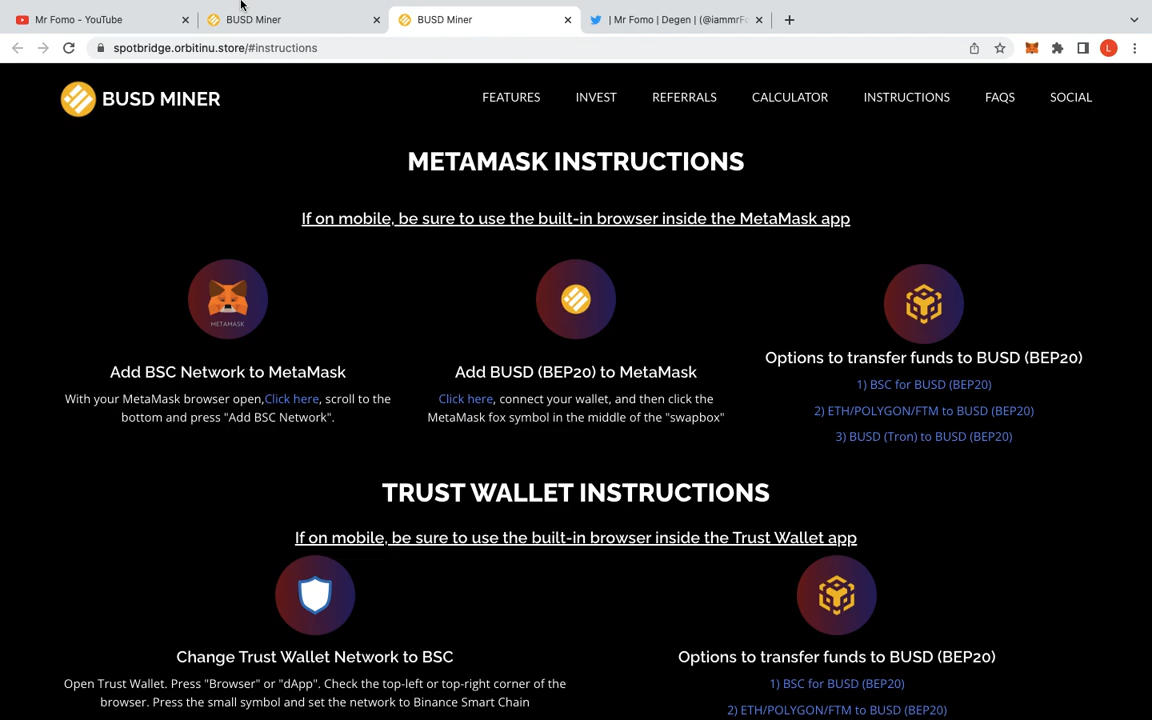 Mr Fomo - YouTube
BUSD Miner
BUSD Miner
| Mr Fomo | Degen | (@iammrFo
spotbridge.orbitinu.store/#instructions
L
BUSD MINER
FEATURES
INVEST
REFERRALS
CALCULATOR
INSTRUCTIONS
FAQS
SOCIAL
METAMASK INSTRUCTIONS
If on mobile, be sure to use the built-in browser inside the MetaMask app
METAMASK
Add BSC Network to MetaMask
With your MetaMask browser open,Click here, scroll to the
bottom and press "Add BSC Network".
Add BUSD (BEP20) to MetaMask
Click here, connect your wallet, and then click the
MetaMask fox symbol in the middle of the "swapbox"
Options to transfer funds to BUSD (BEP20)
1) BSC for BUSD (BEP20)
2) ETH/POLYGON/FTM to BUSD (BEP20)
3) BUSD (Tron) to BUSD (BEP20)
TRUST WALLET INSTRUCTIONS
If on mobile, be sure to use the built-in browser inside the Trust Wallet app
Change Trust Wallet Network to BSC
Open Trust Wallet. Press "Browser" or "dApp". Check the top-left or top-right corner of the
browser. Press the small symbol and set the network to Binance Smart Chain
Options to transfer funds to BUSD (BEP20)
1) BSC for BUSD (BEP20)
2) ETH/POLYGON/FTM to BUSD (BEP20)